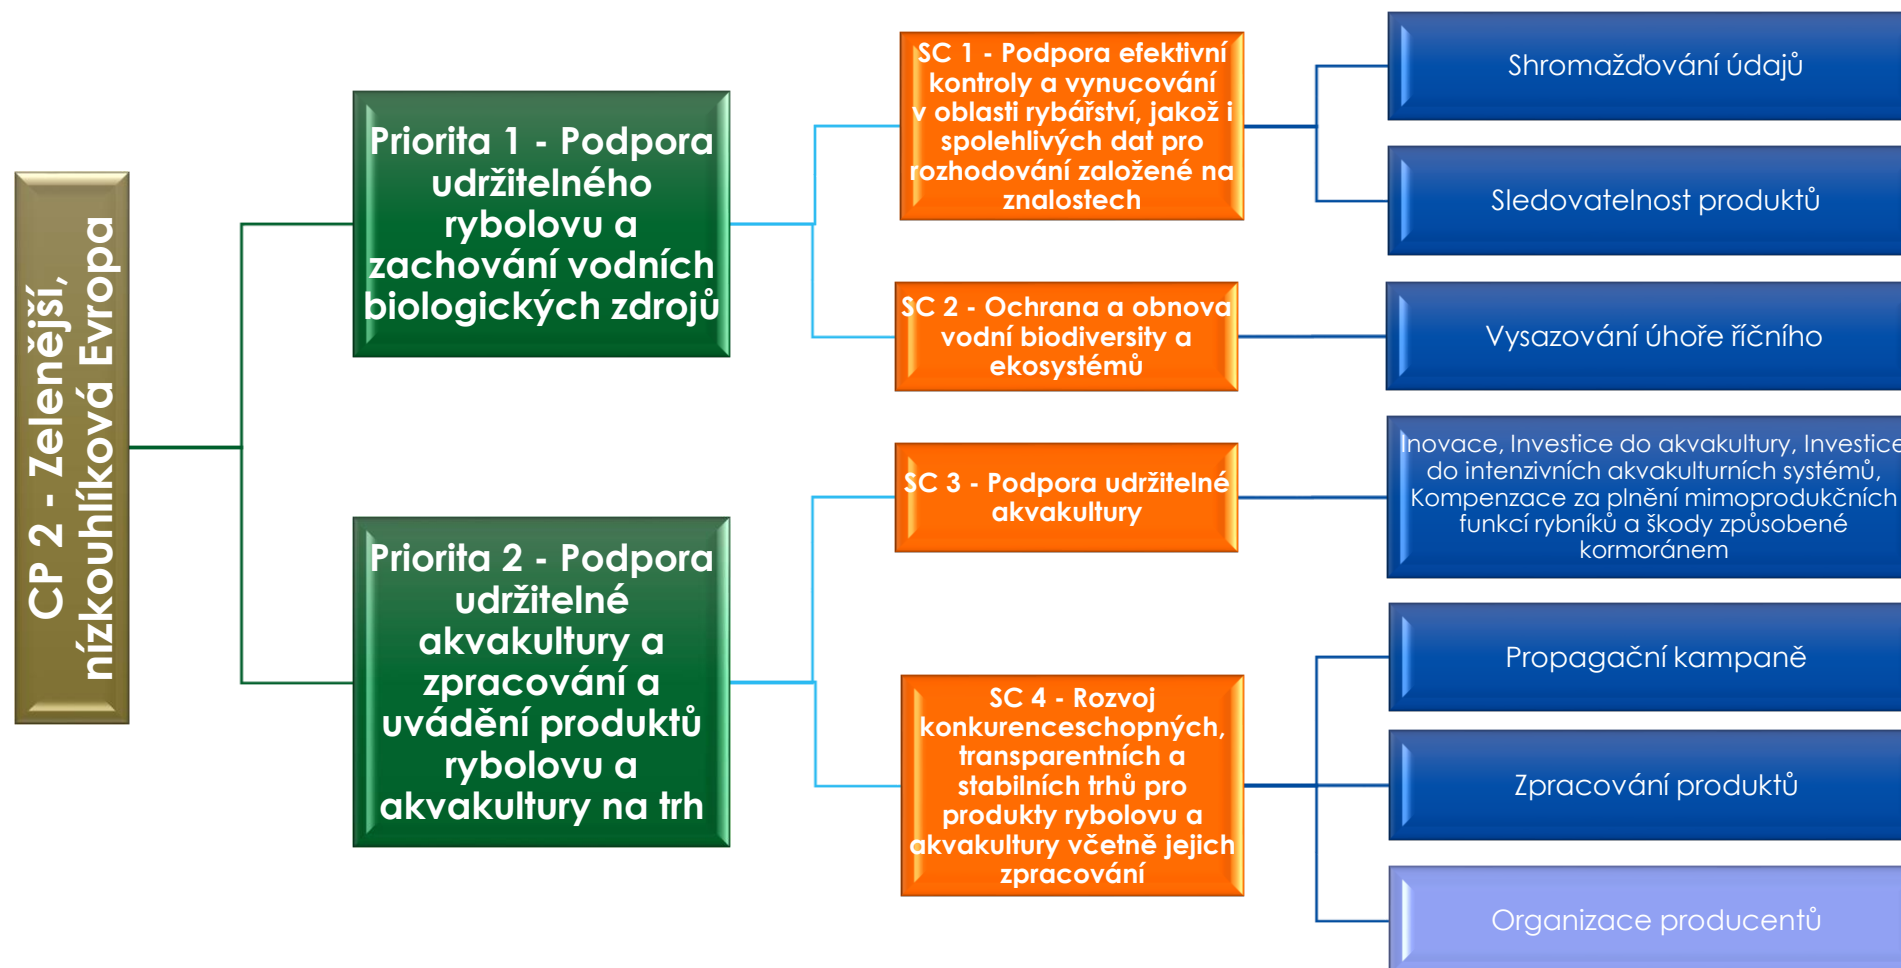 CP 2 - Zelenější,
nízkouhlíková Evropa
Priorita 1 - Podpora
udržitelného
rybolovu a
zachování vodních
biologických zdrojů
SC 1 - Podpora efektivní
kontroly a vynucování
v oblasti rybářství, jakož i
spolehlivých dat pro
rozhodování založené na
znalostech
Shromažďování údajů
Sledovatelnost produktů
SC 2 - Ochrana a obnova
vodní biodiversity a
ekosystémů
Vysazování úhoře říčního
Priorita 2 - Podpora
udržitelné
akvakultury a
zpracování a
uvádění produktů
rybolovu a
akvakultury na trh
SC 3 - Podpora udržitelné
akvakultury
Inovace, Investice do akvakultury, Investice
do intenzivních akvakulturních systémů,
Kompenzace za plnění mimoprodukčních
funkcí rybníků a škody způsobené
kormoránem
SC 4 - Rozvoj
konkurenceschopných,
transparentních a
stabilních trhů pro
produkty rybolovu a
akvakultury včetně jejich
zpracování
Propagační kampaně
Zpracování produktů
Organizace producentů